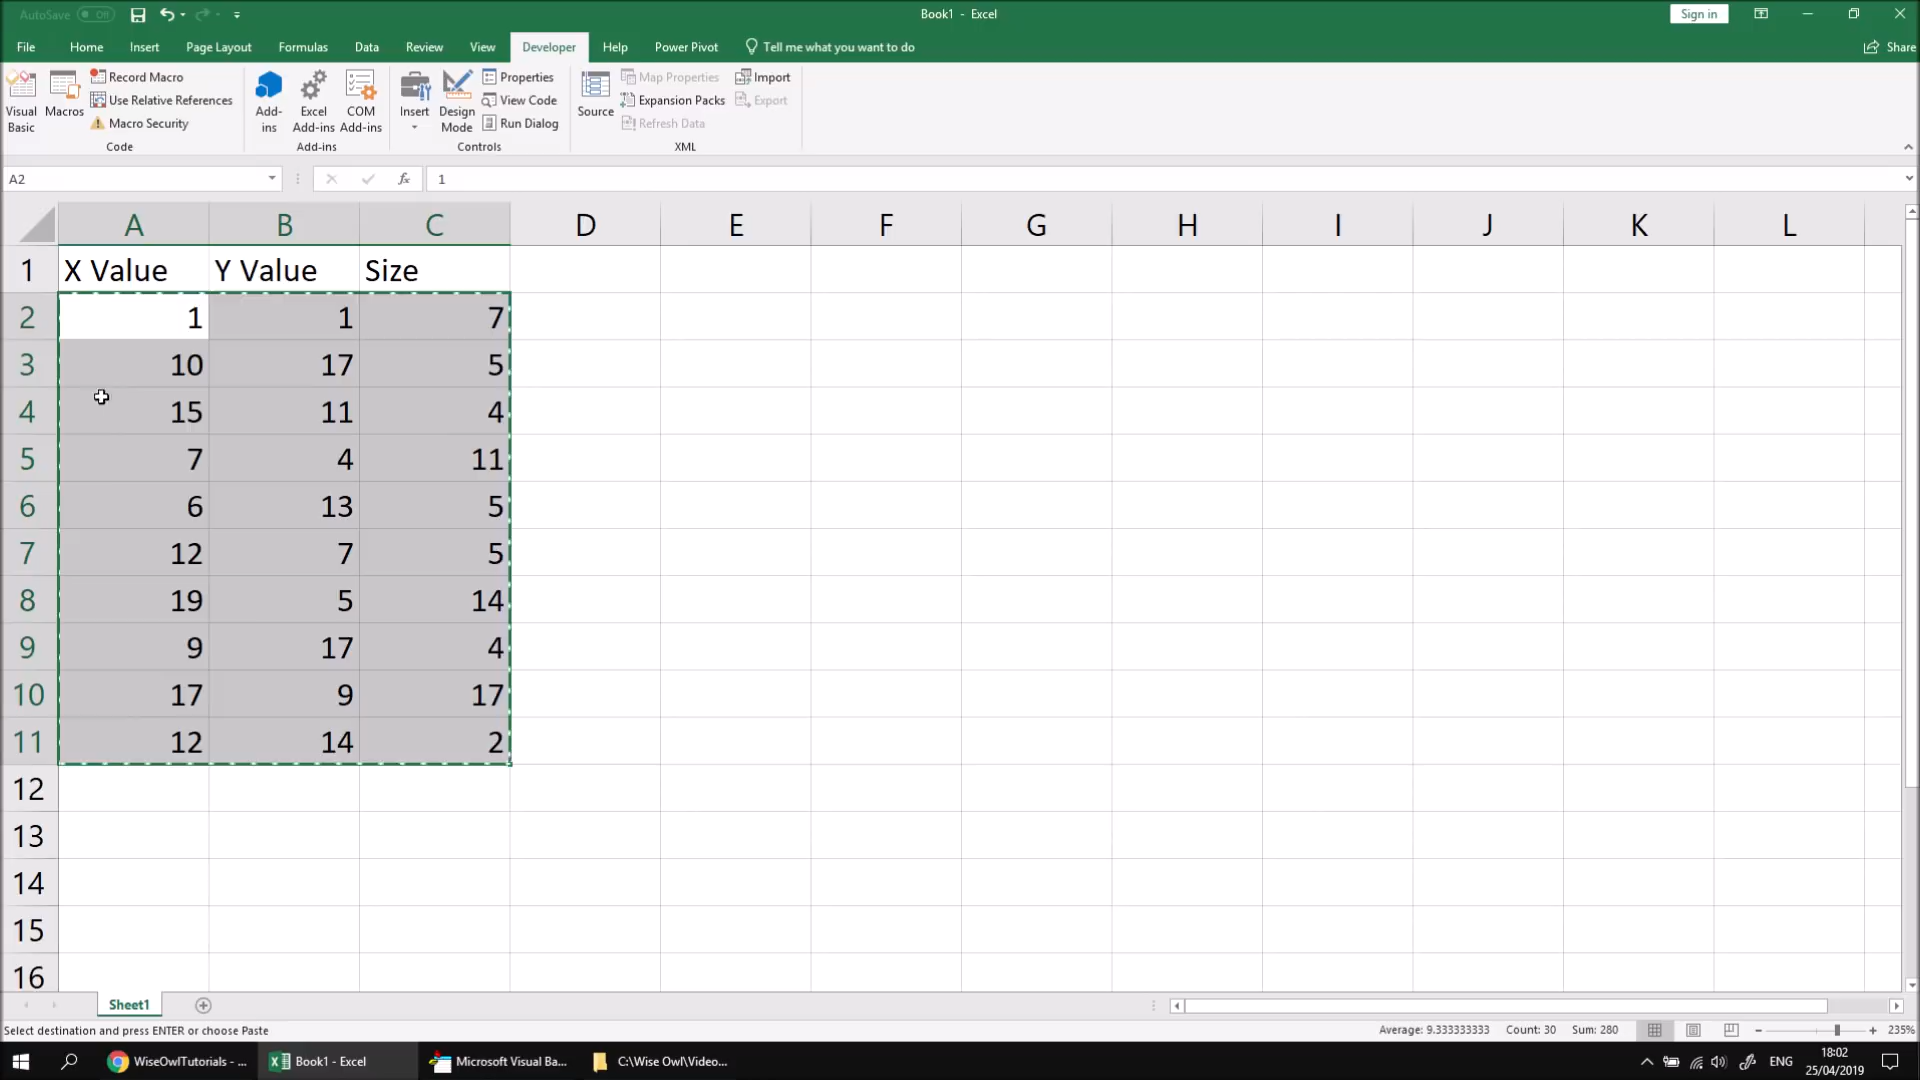 AutoSave Off Book1 - Excel Sign in
File Home Insert Page Layout Formulas Data Review View Developer Help Power Pivot Tell me what you want to do Share
Visual Basic
Macros
Record Macro
Use Relative References
Macro Security
Code
Add-ins
Excel Add-ins
COM Add-ins
Add-ins
Insert
Design Mode
Properties
View Code
Run Dialog
Controls
Source
Map Properties
Expansion Packs
Refresh Data
Import
Export
XML
A2 fx 1
A B C D E F G H I J K L
1 X Value Y Value Size
2 1 1 7
3 10 17 5
4 15 11 4
5 7 4 11
6 6 13 5
7 12 7 5
8 19 5 14
9 9 17 4
10 17 9 17
11 12 14 2
12
13
14
15
16
Sheet1
Select destination and press ENTER or choose Paste Average: 9.333333333 Count: 30 Sum: 280 235%
WiseOwlTutorials - ... Book1 - Excel Microsoft Visual Ba... C:\Wise Owl\Video... ENG 18:02
25/04/2019